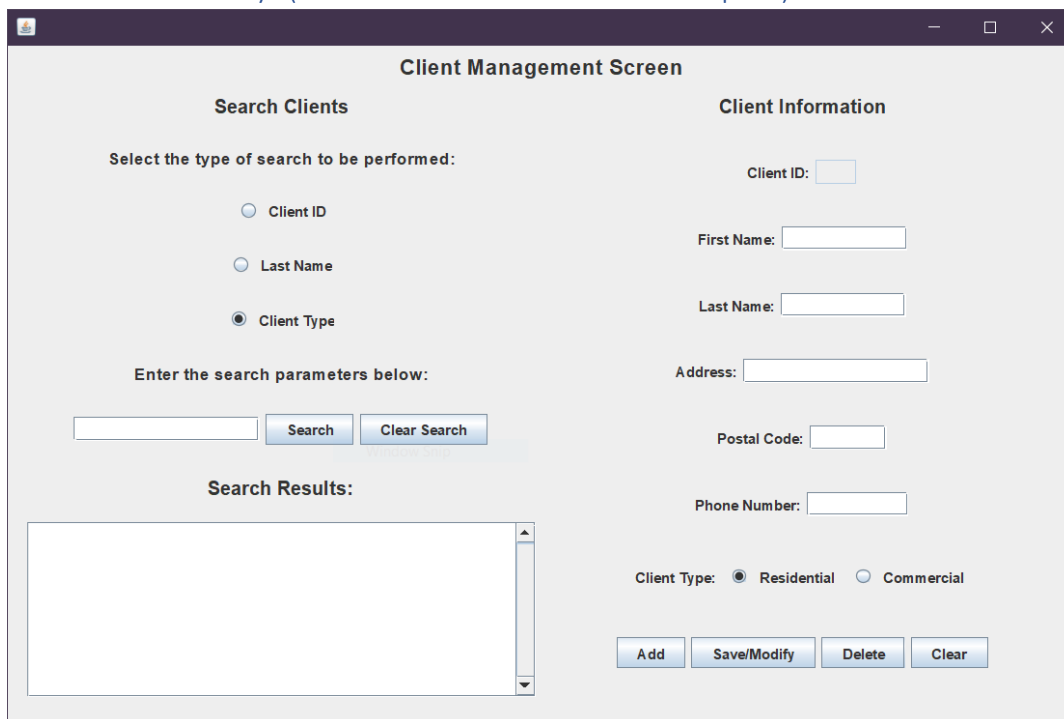 Client Management Screen
Search Clients
Select the type of search to be performed:
Client ID
Last Name
Client Type
Enter the search parameters below:
Search Clear Search
Window Snip
Search Results:
Client Information
Client ID:
First Name:
Last Name:
Address:
Postal Code:
Phone Number:
Client Type: Residential Commercial
Add Save/Modify Delete Clear